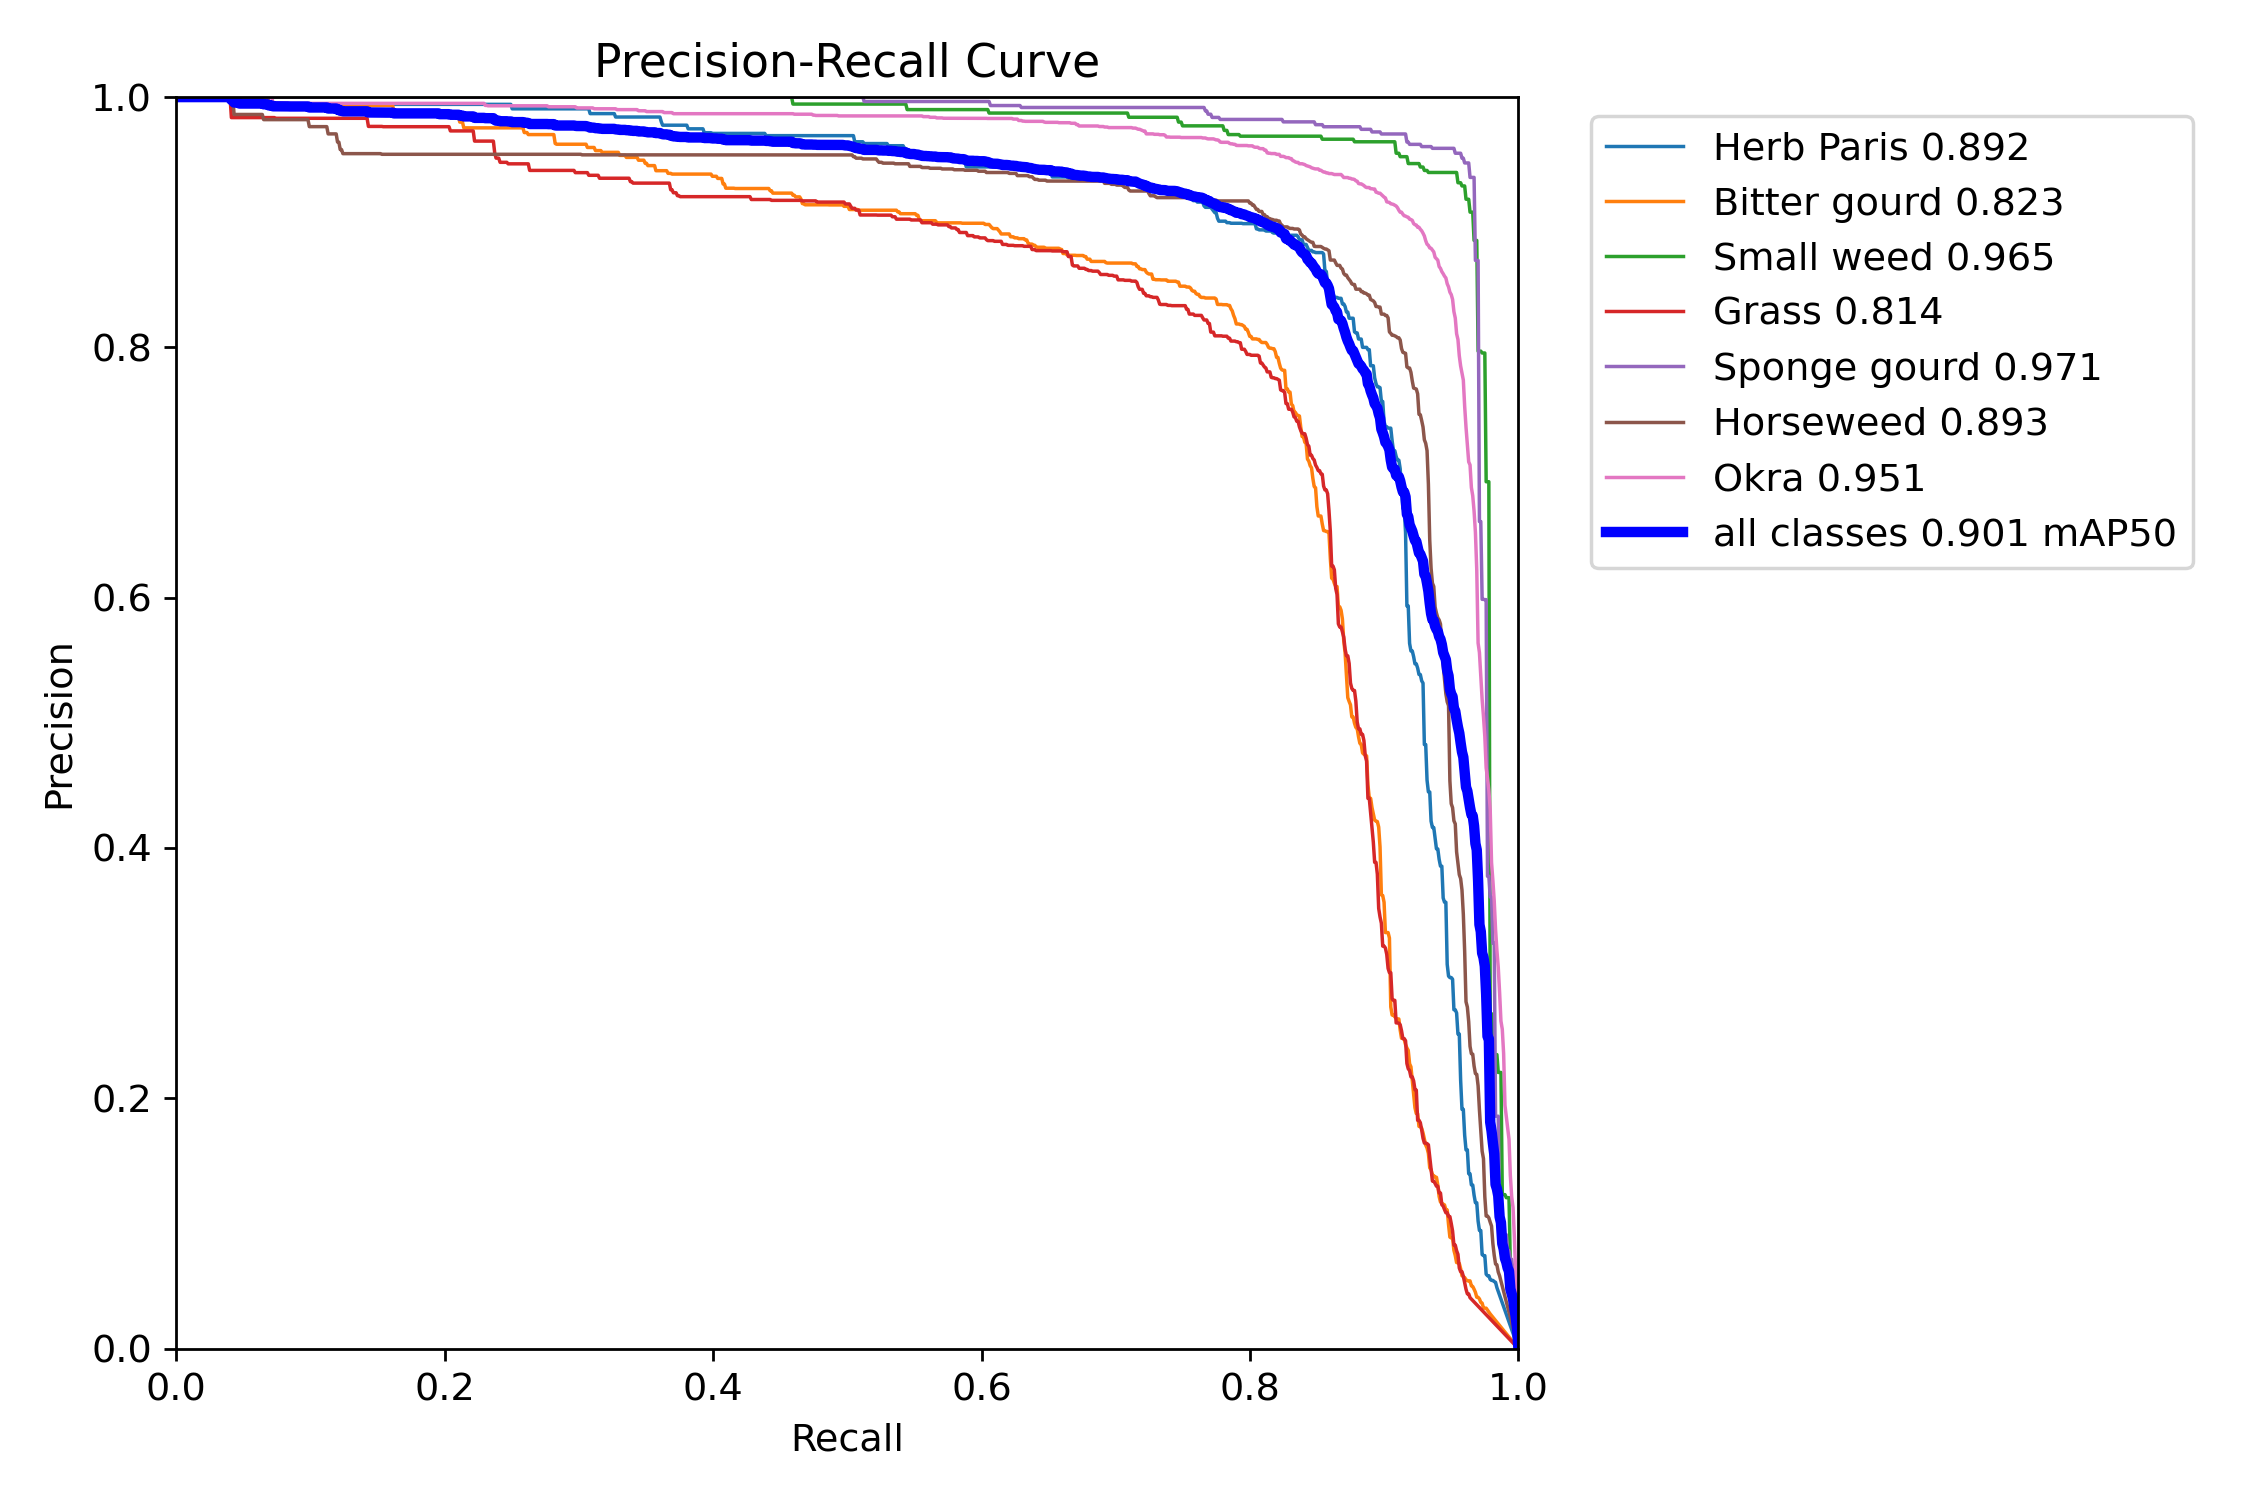 Precision-Recall Curve
1.0
0.8
0.6
0.4
0.2
0.0
Precision
0.0 0.2 0.4 0.6 0.8 1.0
Recall
Herb Paris 0.892
Bitter gourd 0.823
Small weed 0.965
Grass 0.814
Sponge gourd 0.971
Horseweed 0.893
Okra 0.951
all classes 0.901 mAP50